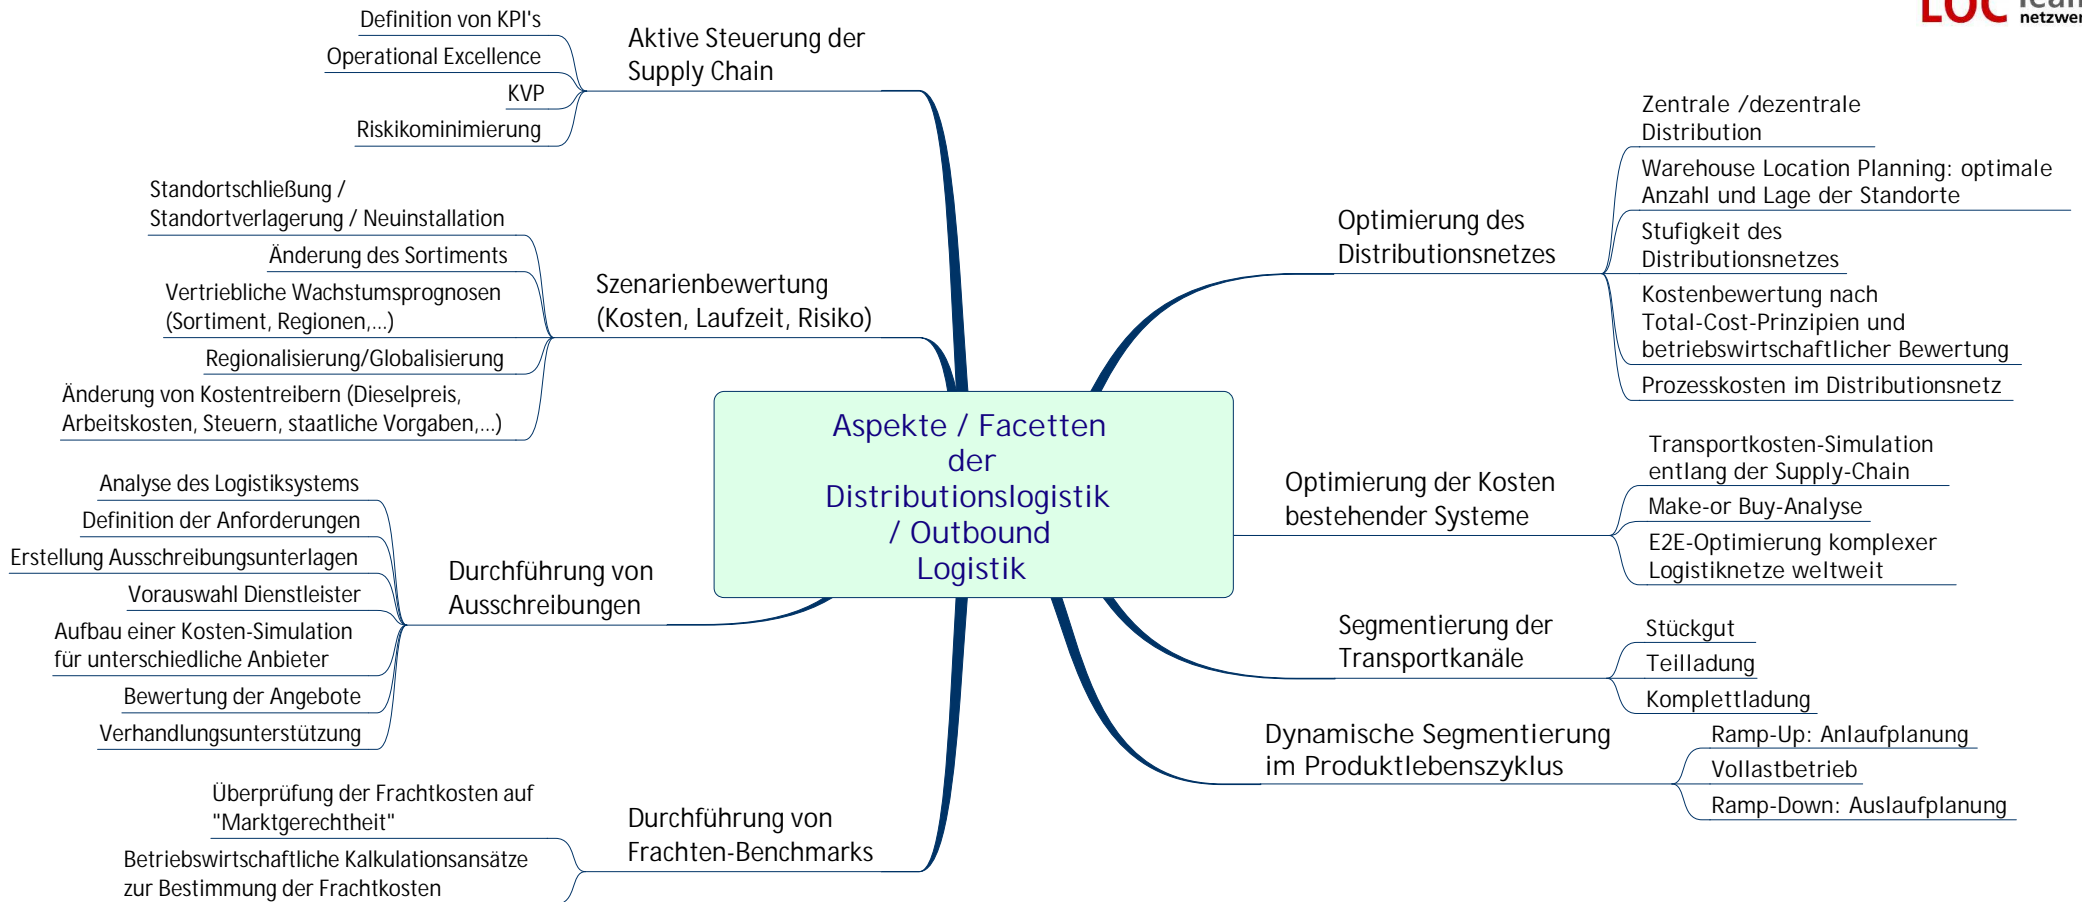 LOC
netzwer
Definition von KPI's
Operational Excellence
KVP
Riskikominimierung
Aktive Steuerung der
Supply Chain
Standortschließung /
Standortverlagerung / Neuinstallation
Änderung des Sortiments
Vertriebliche Wachstumsprognosen
(Sortiment, Regionen,...)
Regionalisierung/Globalisierung
Änderung von Kostentreibern (Dieselpreis,
Arbeitskosten, Steuern, staatliche Vorgaben,...)
Szenarienbewertung
(Kosten, Laufzeit, Risiko)
Analyse des Logistiksystems
Definition der Anforderungen
Erstellung Ausschreibungsunterlagen
Vorauswahl Dienstleister
Aufbau einer Kosten-Simulation
für unterschiedliche Anbieter
Bewertung der Angebote
Verhandlungsunterstützung
Durchführung von
Ausschreibungen
Überprüfung der Frachtkosten auf
"Marktgerechtheit"
Betriebswirtschaftliche Kalkulationsansätze
zur Bestimmung der Frachtkosten
Durchführung von
Frachten-Benchmarks
Aspekte / Facetten
der
Distributionslogistik
/ Outbound
Logistik
Optimierung des
Distributionsnetzes
Zentrale /dezentrale
Distribution
Warehouse Location Planning: optimale
Anzahl und Lage der Standorte
Stufigkeit des
Distributionsnetzes
Kostenbewertung nach
Total-Cost-Prinzipien und
betriebswirtschaftlicher Bewertung
Prozesskosten im Distributionsnetz
Optimierung der Kosten
bestehender Systeme
Transportkosten-Simulation
entlang der Supply-Chain
Make-or Buy-Analyse
E2E-Optimierung komplexer
Logistiknetze weltweit
Segmentierung der
Transportkanäle
Stückgut
Teilladung
Komplettladung
Dynamische Segmentierung
im Produktlebenszyklus
Ramp-Up: Anlaufplanung
Vollastbetrieb
Ramp-Down: Auslaufplanung